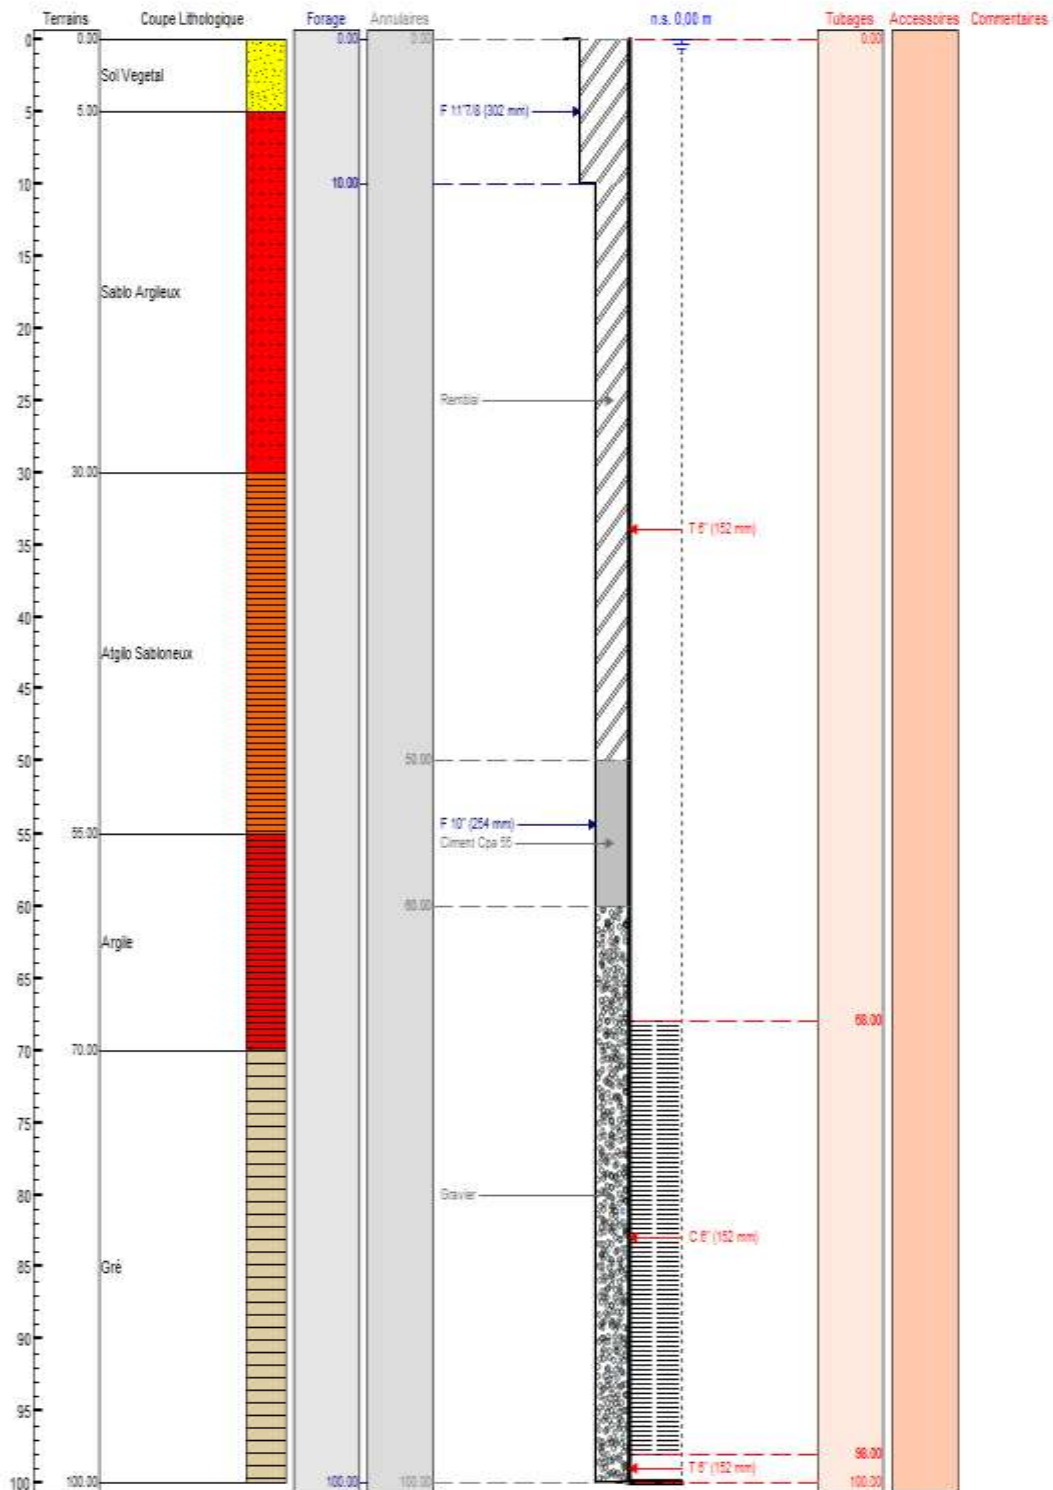 Terrains Coupe Lithologique Forage Annulaires n.s. 0,00 m Tubages Accessoires Commentaires
0 0.00 0.00 0.00 0.00
Sol Vegetal
5 5.00 F 11"7/8 (302 mm)
10 10.00
15
Sablo Argileux
20
25 Remblai
30 30.00
T 6" (152 mm)
35
40
Atgilo Sabloneux
45
50 50.00
F 10" (254 mm)
55 55.00
Ciment Cpa 55
60 60.00
Argile
65
68.00
70 70.00
75
80 Gravier
C 6" (152 mm)
85
Gré
90
95
98.00
T 6" (152 mm)
100 100.00 100.00 100.00 100.00